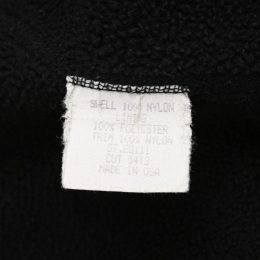 SHELL 100% NYLON
LINING
100% POLYESTER
TRIM 100% NYLON
CUT 3413
MADE IN USA